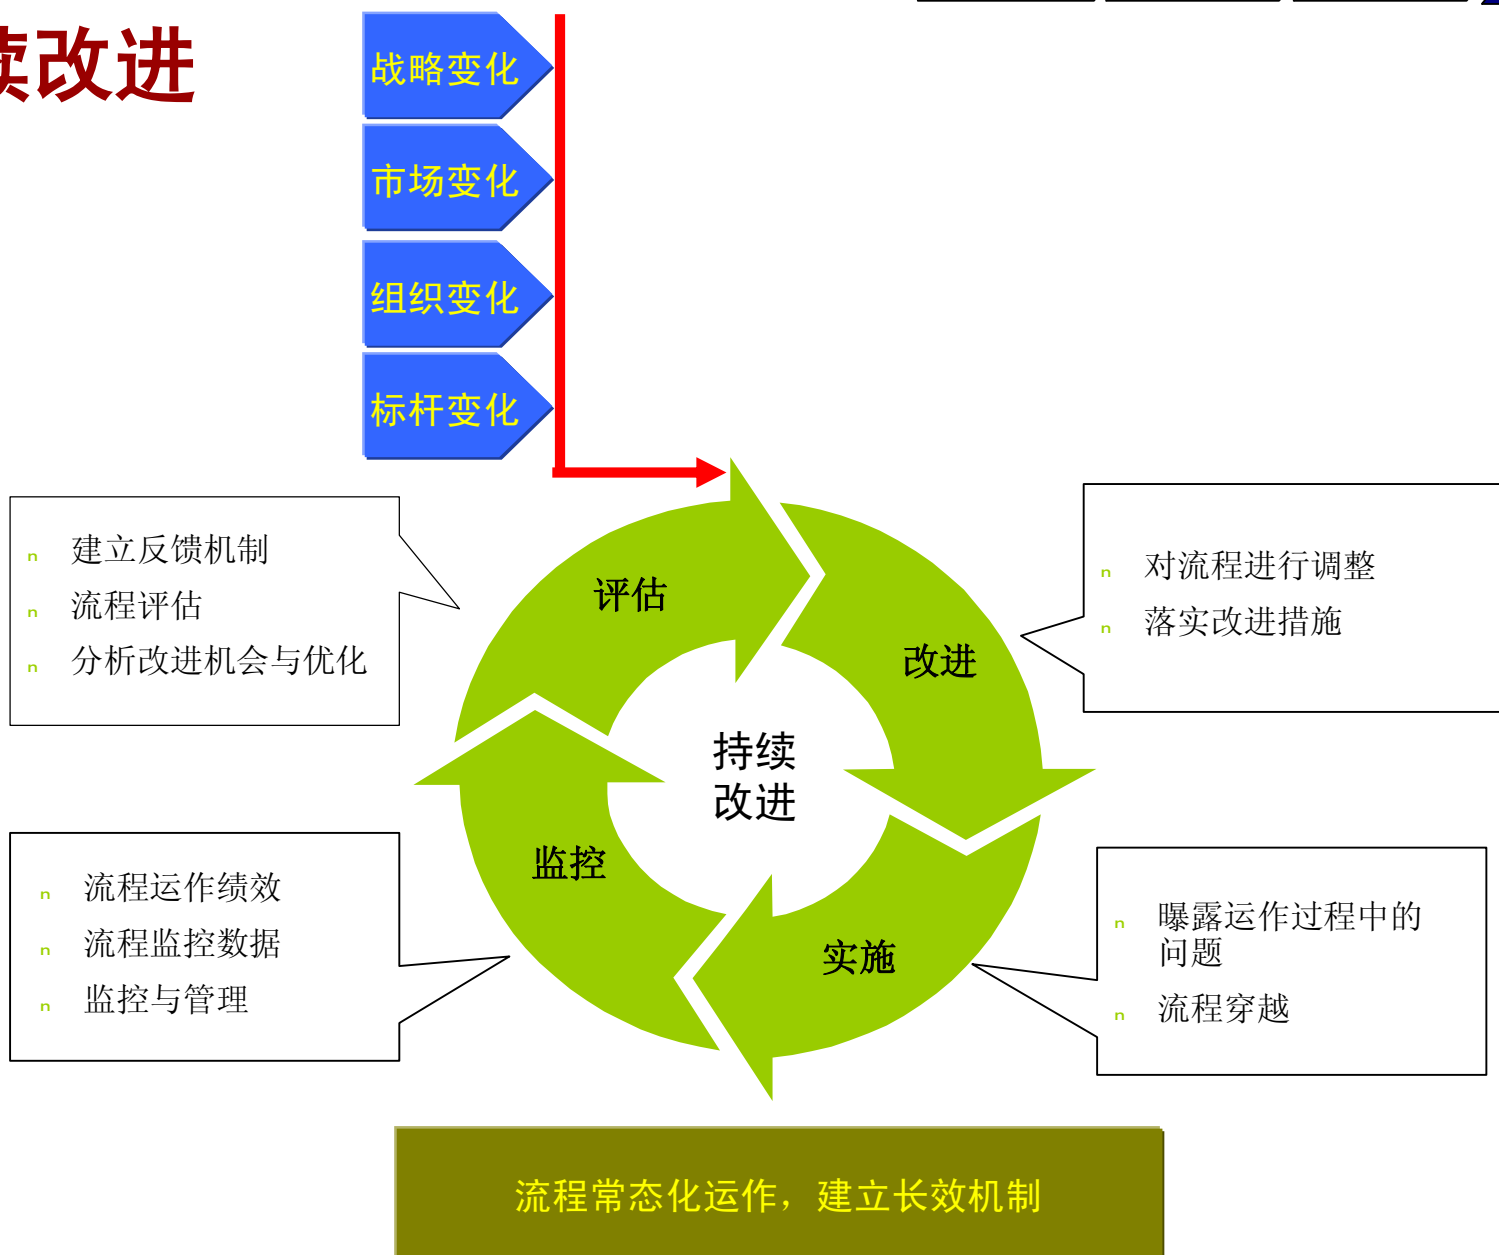 续改进
战略变化
市场变化
组织变化
标杆变化
建立反馈机制
流程评估
分析改进机会与优化
评估
改进
对流程进行调整
落实改进措施
持续
改进
流程运作绩效
流程监控数据
监控与管理
监控
实施
曝露运作过程中的
问题
流程穿越
流程常态化运作，建立长效机制